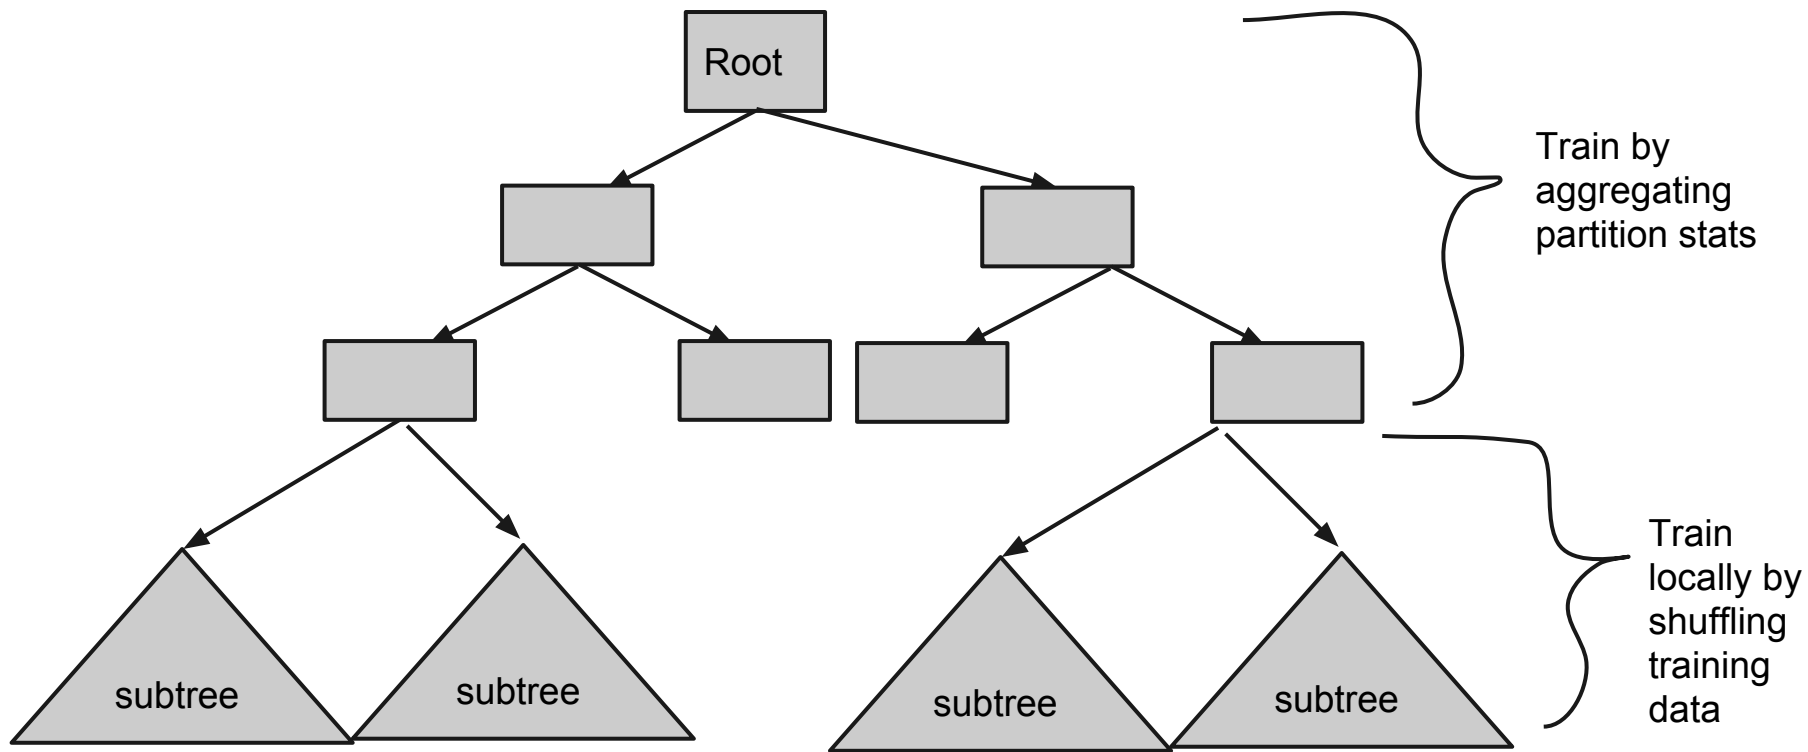 Root
Train by
aggregating
partition stats
Train
locally by
shuffling
training
data
subtree
subtree
subtree
subtree